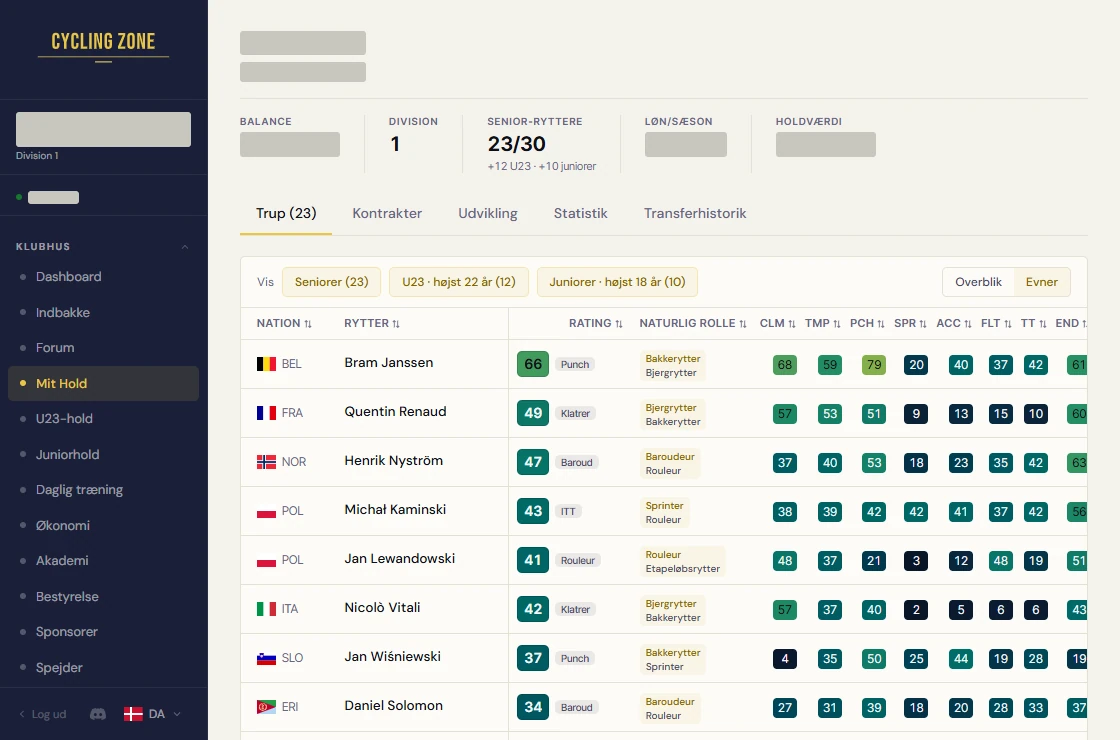 CYCLING ZONE
Division 1
KLUBHUS
Dashboard
Indbakke
Forum
Mit Hold
U23-hold
Juniorhold
Daglig træning
Økonomi
Akademi
Bestyrelse
Sponsorer
Spejder
Log ud DA
BALANCE DIVISION SENIOR-RYTTERE LØN/SÆSON HOLDVÆRDI
1 23/30
+12 U23 · +10 juniorer
Trup (23) Kontrakter Udvikling Statistik Transferhistorik
Vis Seniorer (23) U23 · højst 22 år (12) Juniorer · højst 18 år (10) Overblik Evner
NATION RYTTER RATING NATURLIG ROLLE CLM TMP PCH SPR ACC FLT TT END
BEL Bram Janssen 66 Punch Bakkerytter 68 59 79 20 40 37 42 61
Bjergrytter
FRA Quentin Renaud 49 Klatrer Bjergrytter 57 53 51 9 13 15 10 60
Bakkerytter
NOR Henrik Nyström 47 Baroud Baroudeur 37 40 53 18 23 35 42 63
Rouleur
POL Michał Kaminski 43 ITT Sprinter 38 39 42 42 41 37 42 56
Rouleur
POL Jan Lewandowski 41 Rouleur Rouleur 48 37 21 3 12 48 19 51
Etapeløbsrytter
ITA Nicolò Vitali 42 Klatrer Bjergrytter 57 37 40 2 5 6 6 43
Bakkerytter
SLO Jan Wiśniewski 37 Punch Bakkerytter 4 35 50 25 44 19 28 19
Sprinter
ERI Daniel Solomon 34 Baroud Baroudeur 27 31 39 18 20 28 33 37
Rouleur